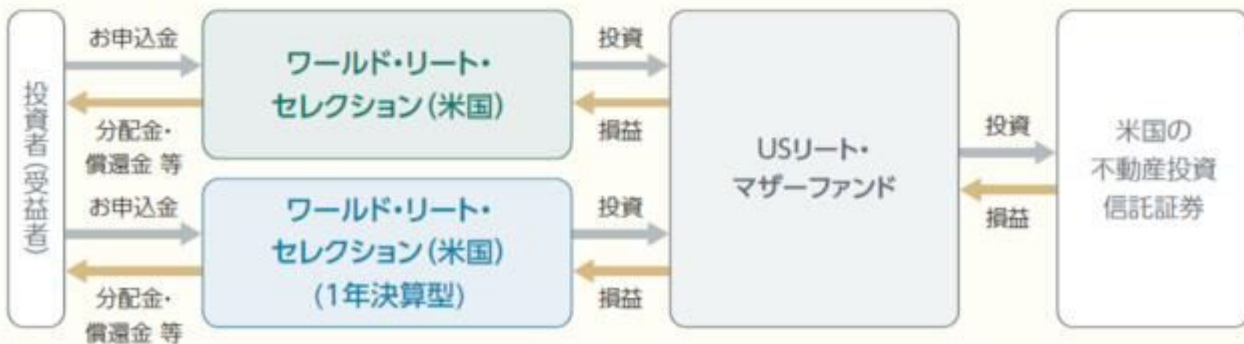 投資者(受益者)
お申込金
分配金・
償還金 等
お申込金
分配金・
償還金 等
ワールド・リート・
セレクション(米国)
ワールド・リート・
セレクション(米国)
(1年決算型)
投資
損益
投資
損益
USリート・
マザーファンド
投資
損益
米国の
不動産投資
信託証券